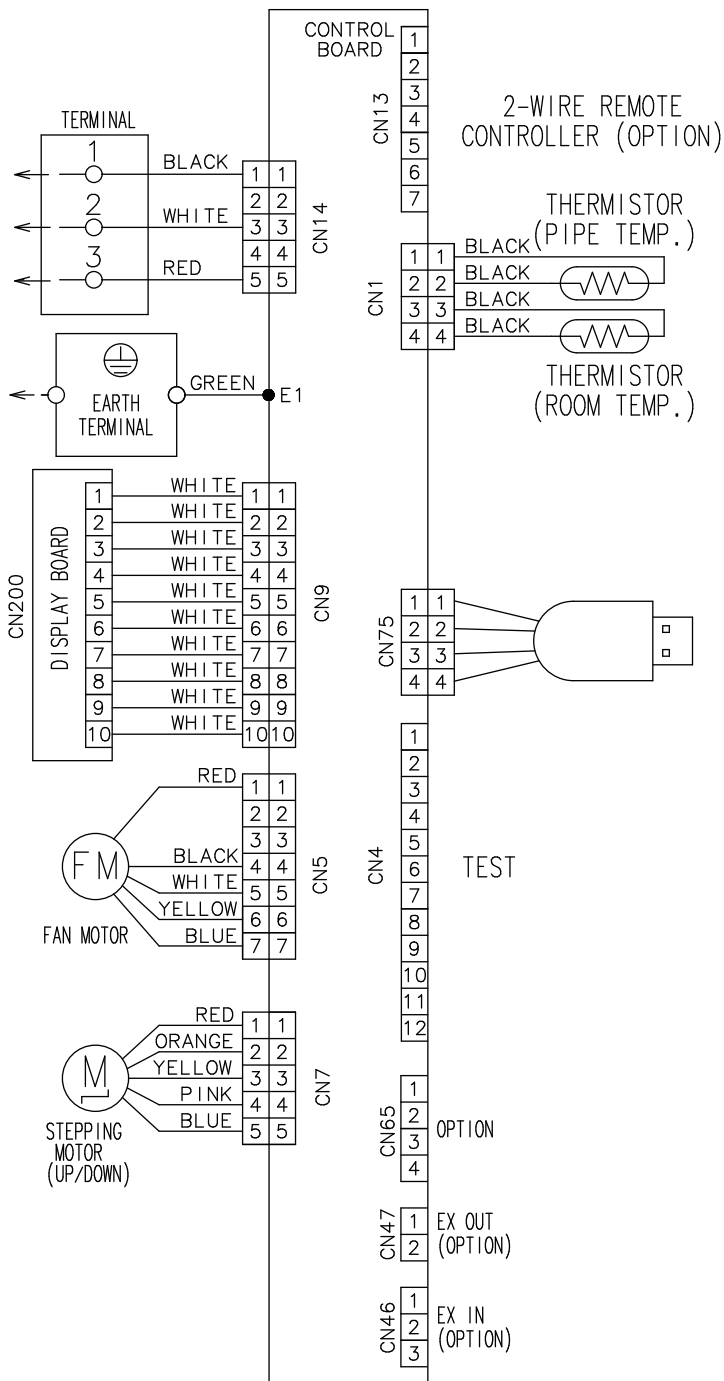 CONTROL
BOARD
CN13
1
2
3
4
5
6
7
2-WIRE REMOTE
CONTROLLER (OPTION)
TERMINAL
1
2
3
BLACK
WHITE
RED
1 1
2 2
3 3
4 4
5 5
CN14
THERMISTOR
(PIPE TEMP.)
CN1
1 1
2 2
3 3
4 4
BLACK
BLACK
BLACK
BLACK
THERMISTOR
(ROOM TEMP.)
EARTH
TERMINAL
GREEN
E1
CN200
DISPLAY BOARD
1
2
3
4
5
6
7
8
9
10
WHITE
WHITE
WHITE
WHITE
WHITE
WHITE
WHITE
WHITE
WHITE
WHITE
1 1
2 2
3 3
4 4
5 5
6 6
7 7
8 8
9 9
10 10
CN9
CN75
1 1
2 2
3 3
4 4
FM
FAN MOTOR
RED
BLACK
WHITE
YELLOW
BLUE
1 1
2 2
3 3
4 4
5 5
6 6
7 7
CN5
CN4
1
2
3
4
5
6
7
8
9
10
11
12
TEST
M
STEPPING
MOTOR
(UP/DOWN)
RED
ORANGE
YELLOW
PINK
BLUE
1 1
2 2
3 3
4 4
5 5
CN7
CN65
1
2
3
4
OPTION
CN47
1
2
EX OUT
(OPTION)
CN46
1
2
3
EX IN
(OPTION)